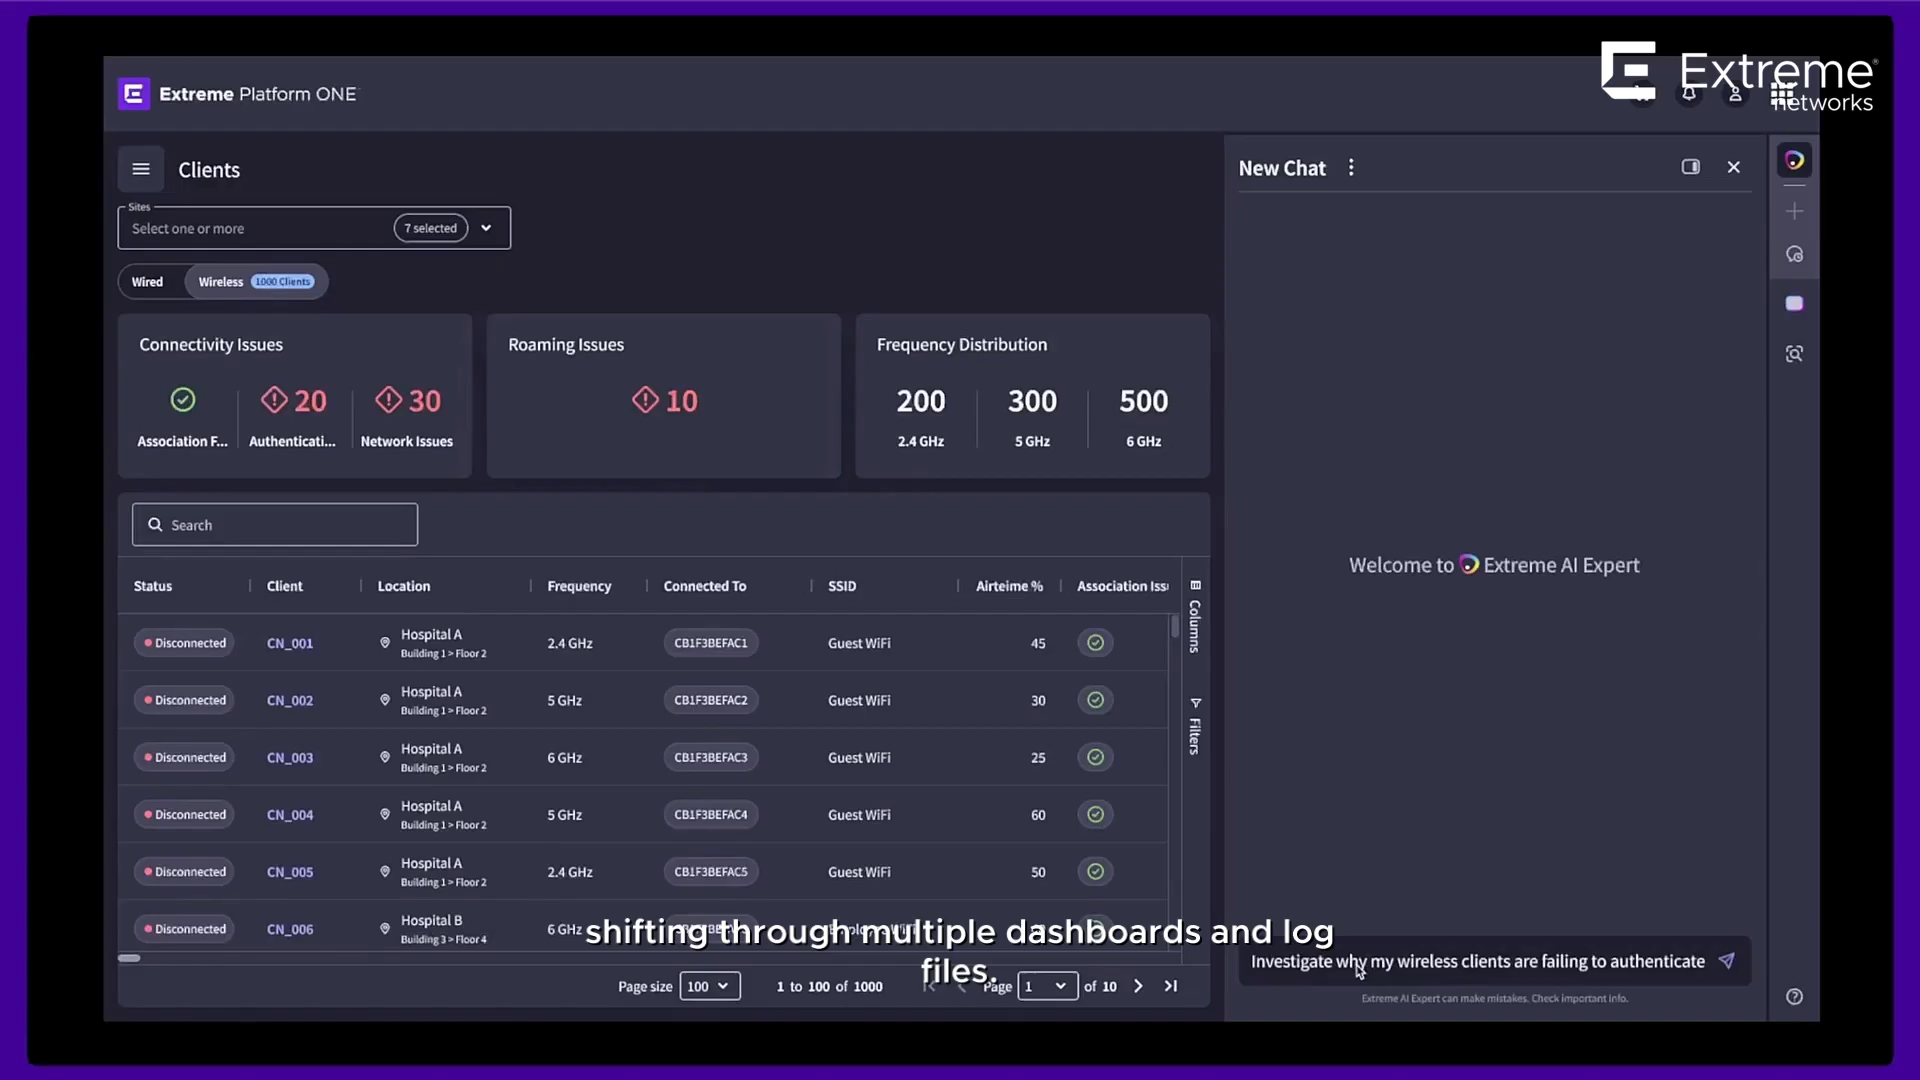 Extreme
networks
Extreme Platform ONE
Clients
Sites
Select one or more
7 selected
Wired
Wireless
1000 Clients
Connectivity Issues
20
30
Association F...
Authenticati...
Network Issues
Roaming Issues
10
Frequency Distribution
200
300
500
2.4 GHz
5 GHz
6 GHz
Search
Status Client Location Frequency Connected To SSID Airteime % Association Iss
Disconnected CN_001 Hospital A 2.4 GHz CB1F3BEFAC1 Guest WiFi 45
Building 1 > Floor 2
Disconnected CN_002 Hospital A 5 GHz CB1F3BEFAC2 Guest WiFi 30
Building 1 > Floor 2
Disconnected CN_003 Hospital A 6 GHz CB1F3BEFAC3 Guest WiFi 25
Building 1 > Floor 2
Disconnected CN_004 Hospital A 5 GHz CB1F3BEFAC4 Guest WiFi 60
Building 1 > Floor 2
Disconnected CN_005 Hospital A 2.4 GHz CB1F3BEFAC5 Guest WiFi 50
Building 1 > Floor 2
Disconnected CN_006 Hospital B 6 GHz
Building 3 > Floor 4
Columns
Filters
Page size 100 1 to 100 of 1000 Page 1 of 10
shifting through multiple dashboards and log
files.
New Chat
Welcome to Extreme AI Expert
Investigate why my wireless clients are failing to authenticate
Extreme AI Expert can make mistakes. Check important info.